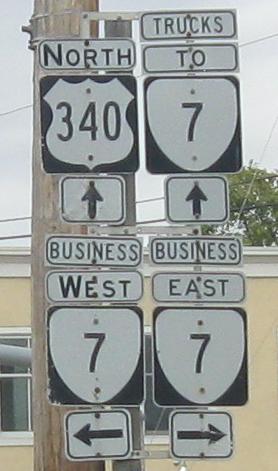 TRUCKS
NORTH TO
340 7
BUSINESS BUSINESS
WEST EAST
7 7